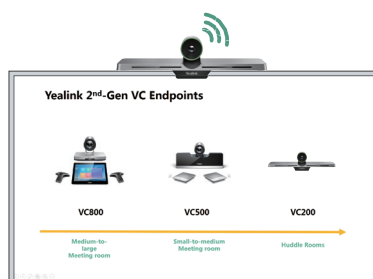 Yealink
Yealink 2nd-Gen VC Endpoints
VC800
VC500
VC200
Medium-to-
large
Meeting room
Small-to-medium
Meeting room
Huddle Rooms